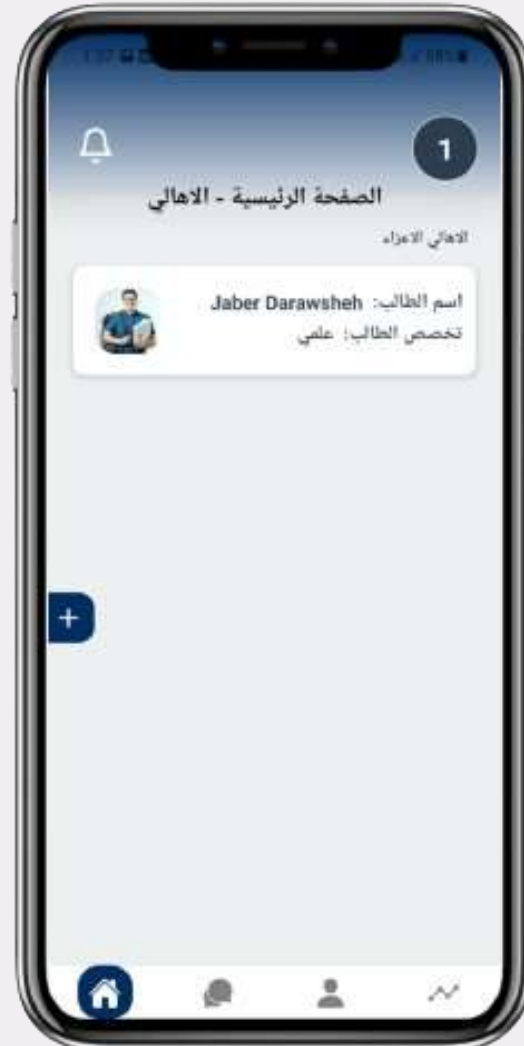 1
الصفحة الرئيسية - الاهالي
الاهالي الاعزاء
اسم الطالب: Jaber Darawsheh
تخصص الطالب: علمي
+